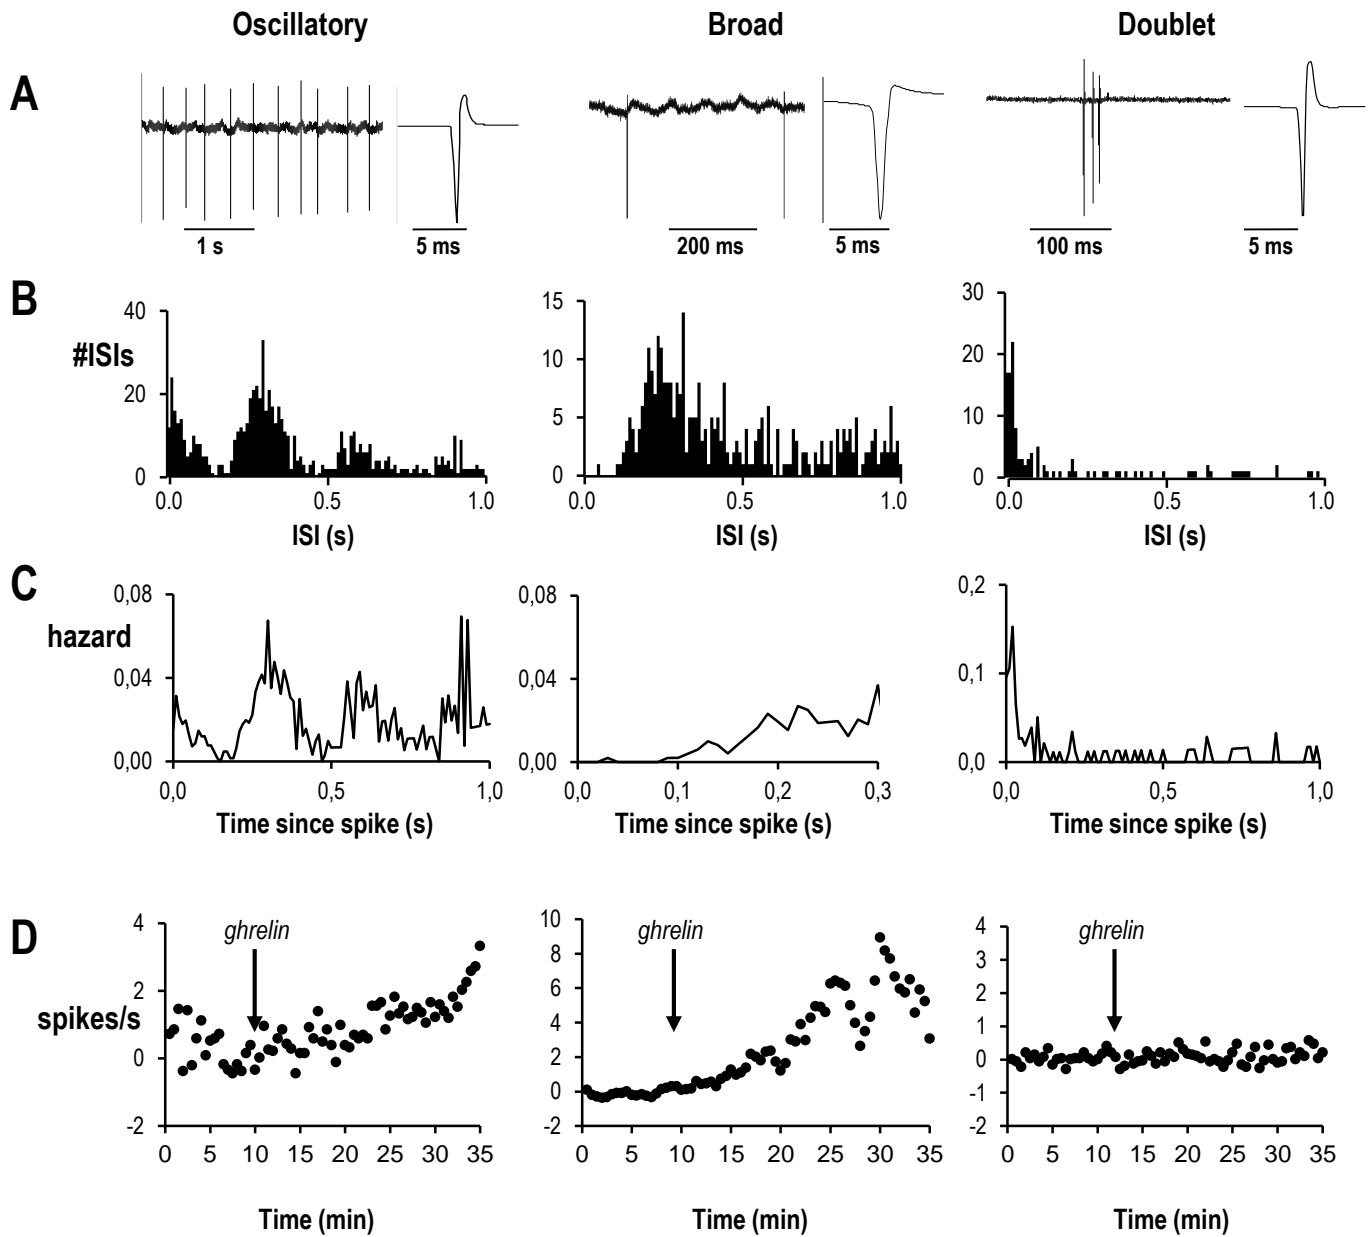 Oscillatory Broad Doublet
A
1 s 5 ms 200 ms 5 ms 100 ms 5 ms
B
#ISIs
40 20 0
0.0 0.5 1.0
ISI (s)
15 10 5 0
0.0 0.5 1.0
ISI (s)
30 20 10 0
0.0 0.5 1.0
ISI (s)
C
hazard
0,08 0,04 0,00
0,0 0,5 1,0
Time since spike (s)
0,08 0,04 0,00
0,0 0,1 0,2 0,3
Time since spike (s)
0,2 0,1 0,0
0,0 0,5 1,0
Time since spike (s)
D
spikes/s
4 2 0 -2
ghrelin
0 5 10 15 20 25 30 35
Time (min)
10 8 6 4 2 0 -2
ghrelin
0 5 10 15 20 25 30 35
Time (min)
4 3 2 1 0 -1 -2
ghrelin
0 5 10 15 20 25 30 35
Time (min)